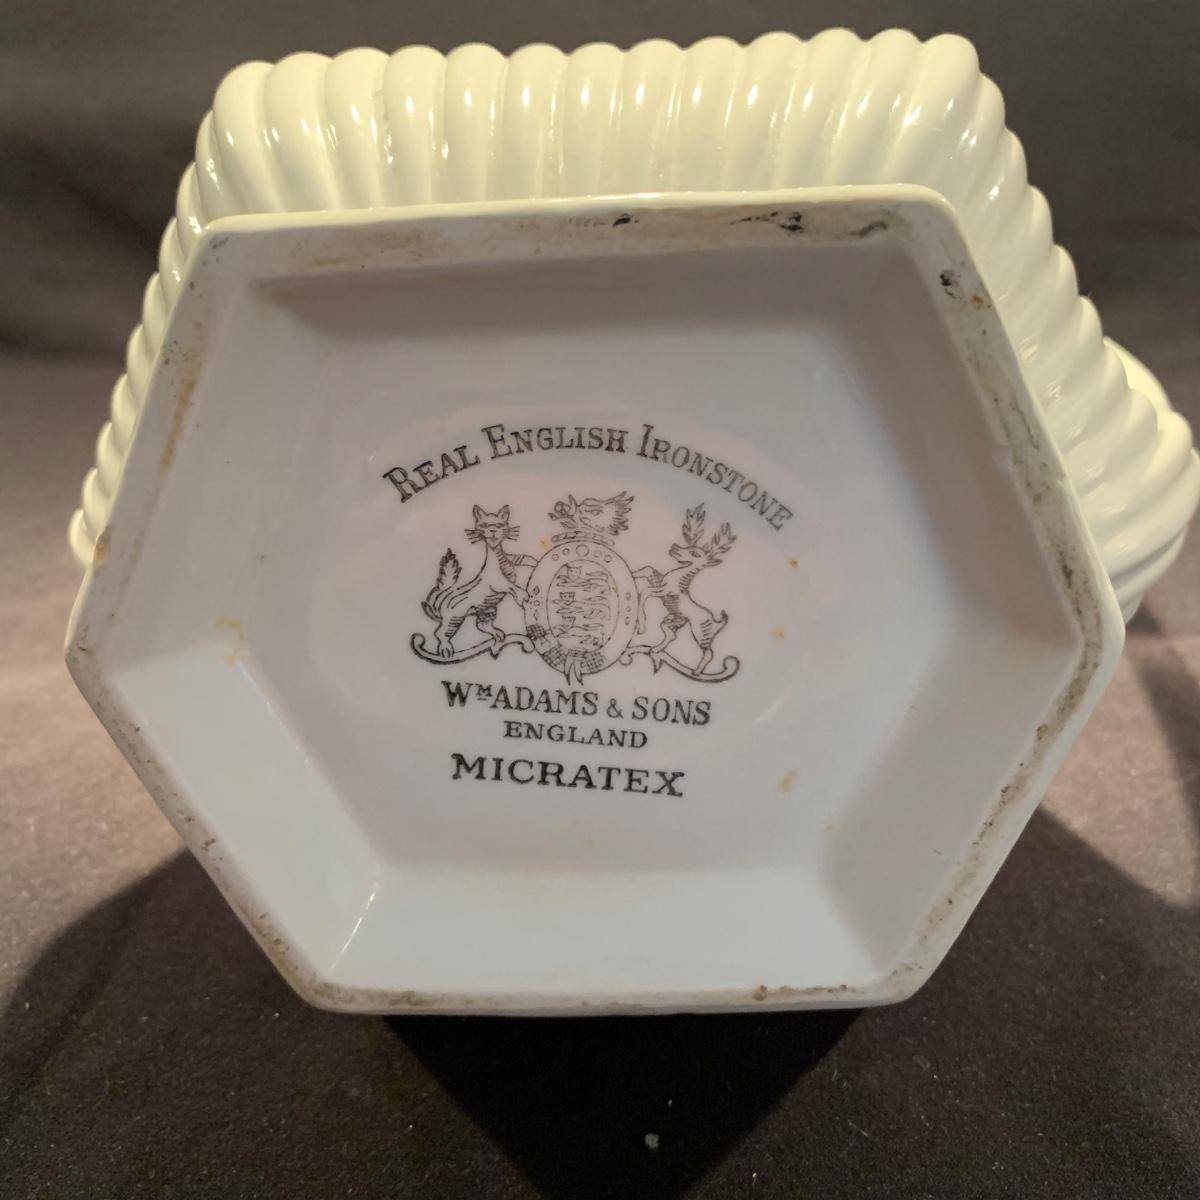 REAL ENGLISH IRONSTONE
WM ADAMS & SONS
ENGLAND
MICRATEX